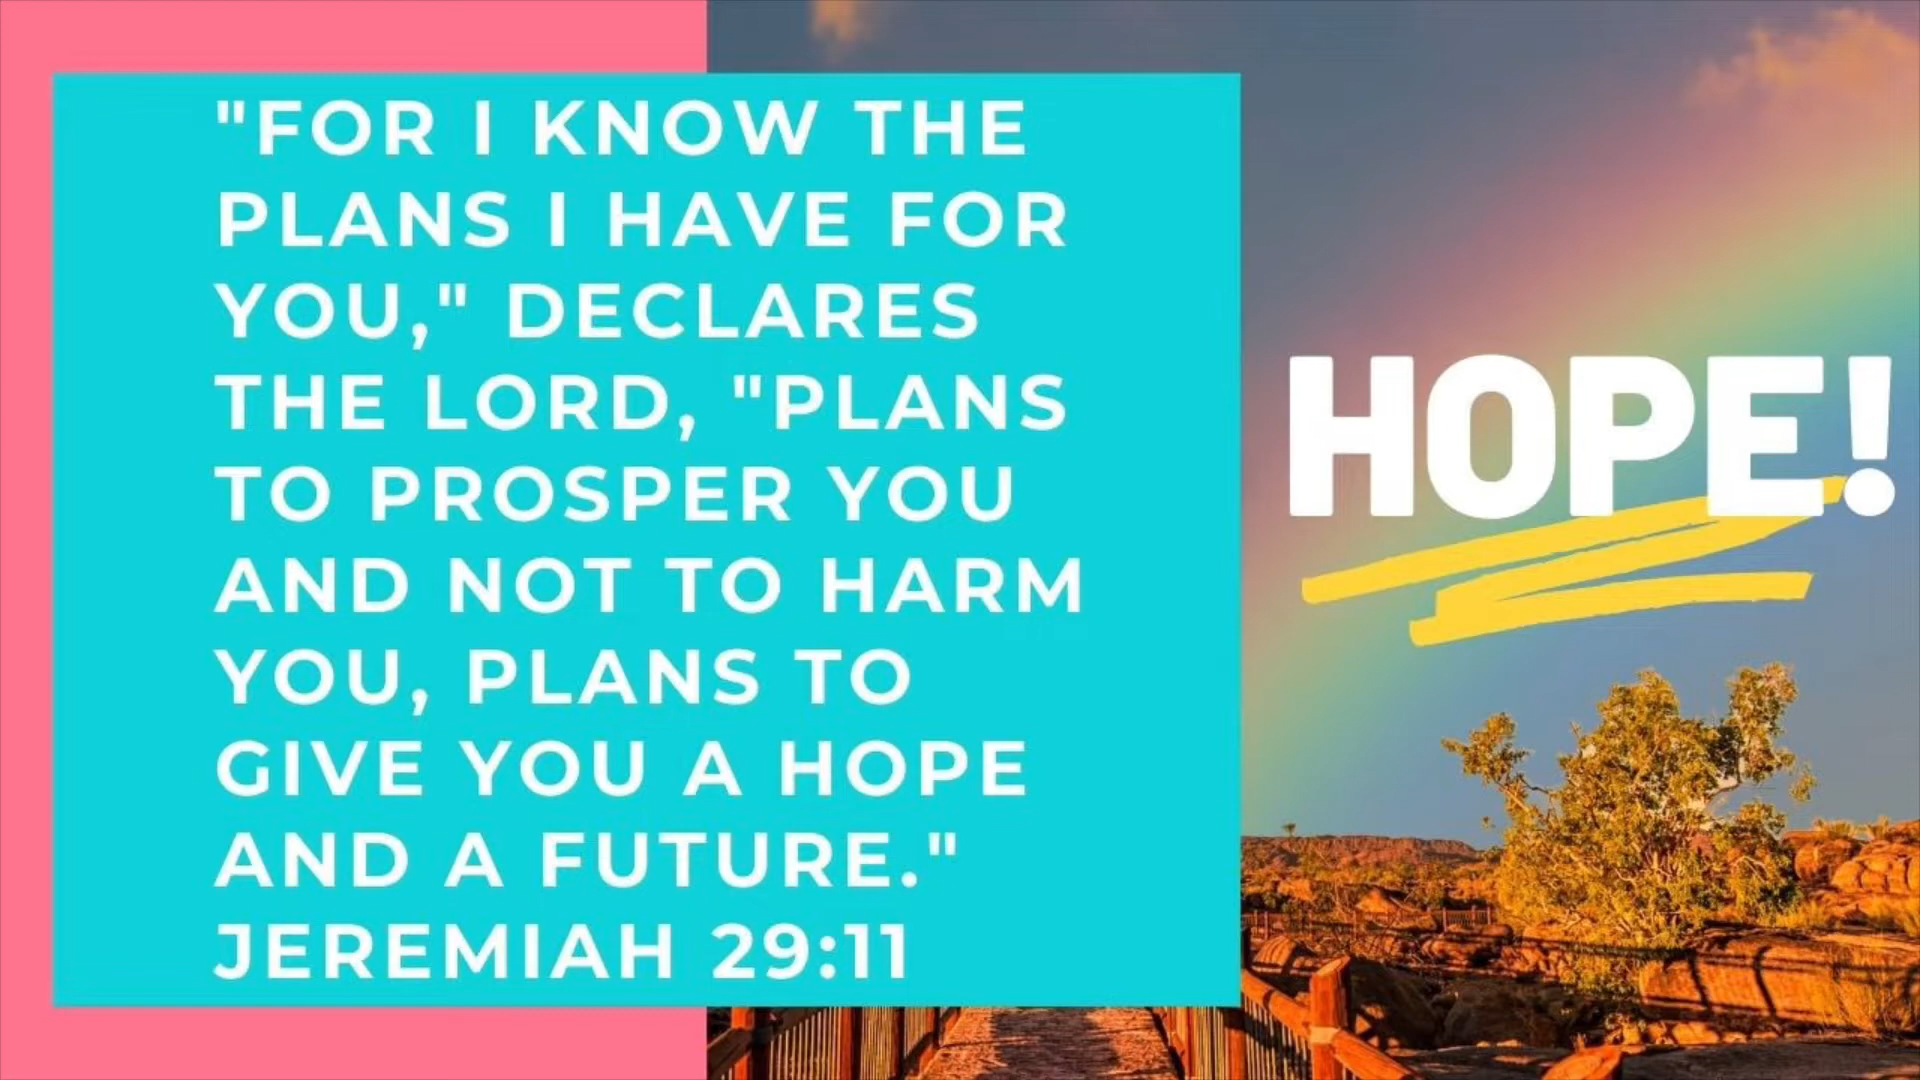 "FOR I KNOW THE
PLANS I HAVE FOR
YOU," DECLARES
THE LORD, "PLANS
TO PROSPER YOU
AND NOT TO HARM
YOU, PLANS TO
GIVE YOU A HOPE
AND A FUTURE."
JEREMIAH 29:11
HOPE!